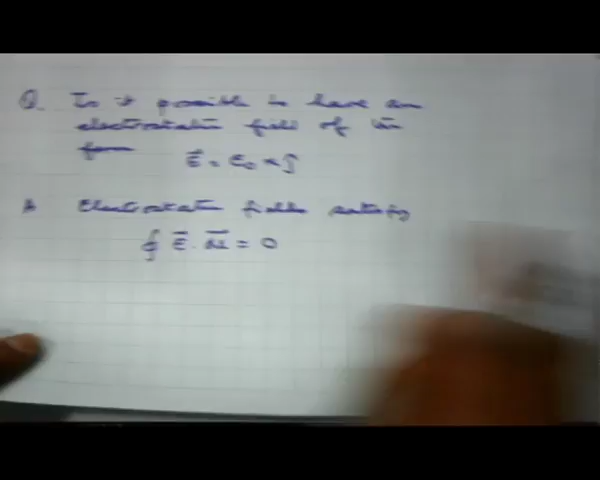 Q. Is it possible to have an
electrostatic field of the
form E⃗ = E₀ x ĵ
A Electrostatic fields satisfy
∮ E⃗ . dl⃗ = 0